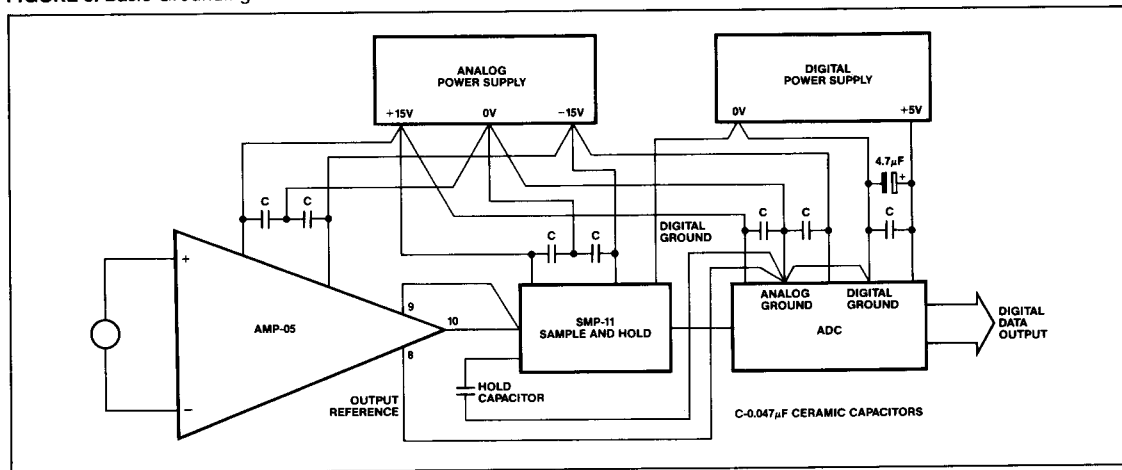 FIGURE
Basic Grounding
ANALOG
POWER SUPPLY
+15V
0V
−15V
DIGITAL
POWER SUPPLY
0V
+5V
4.7μF
+
C
C
C
C
C
C
C
DIGITAL
GROUND
+
−
AMP-05
9
10
8
SMP-11
SAMPLE AND HOLD
ANALOG
GROUND
DIGITAL
GROUND
ADC
DIGITAL
DATA
OUTPUT
OUTPUT
REFERENCE
HOLD
CAPACITOR
C-0.047μF CERAMIC CAPACITORS